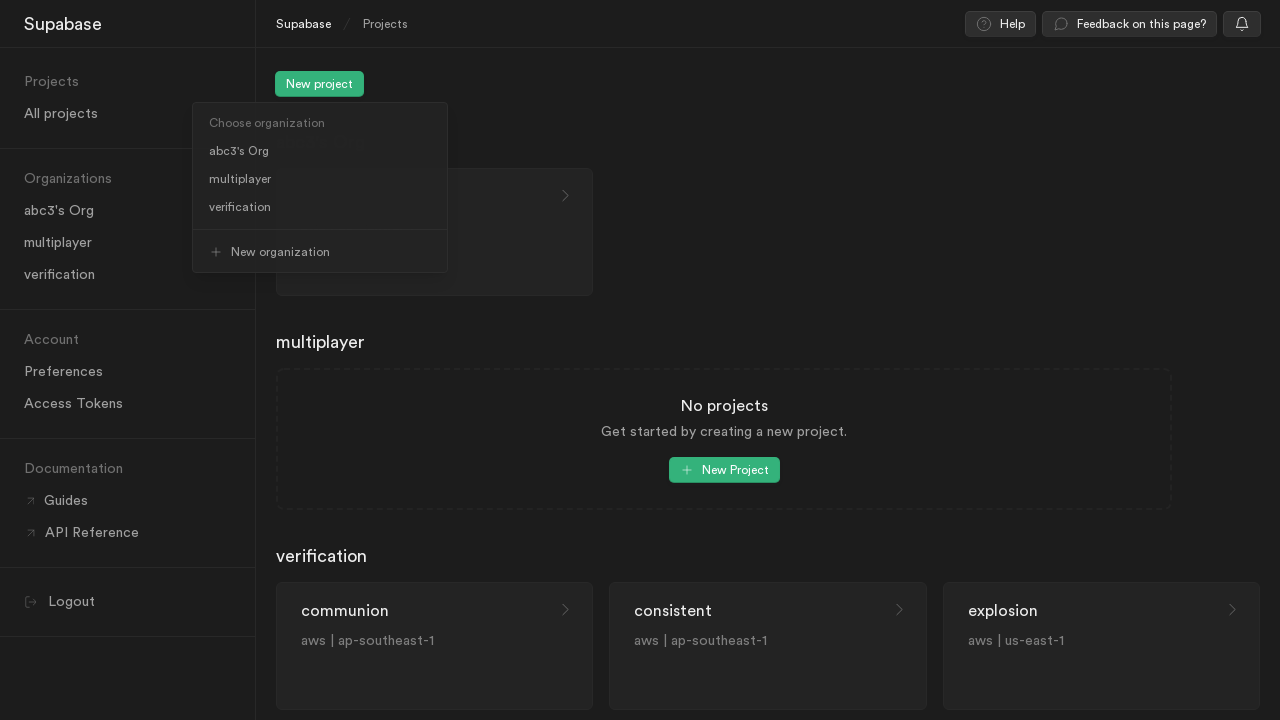 Supabase
Projects
All projects
Organizations
abc3's Org
multiplayer
verification
Account
Preferences
Access Tokens
Documentation
Guides
API Reference
Logout
Supabase / Projects
Help
Feedback on this page?
New project
Choose organization
abc3's Org
multiplayer
verification
New organization
multiplayer
No projects
Get started by creating a new project.
New Project
verification
communion
aws | ap-southeast-1
consistent
aws | ap-southeast-1
explosion
aws | us-east-1